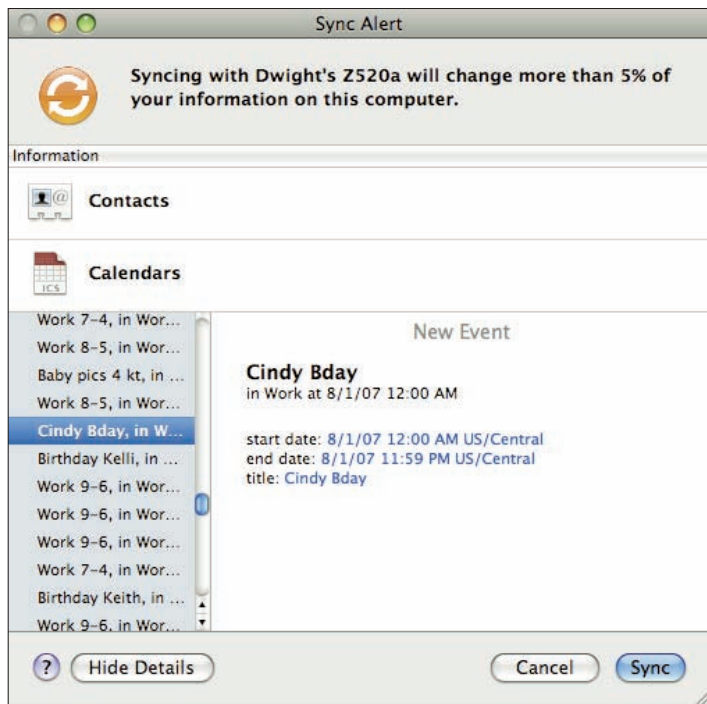 Sync Alert
Syncing with Dwight's Z520a will change more than 5% of
your information on this computer.
Information
@
Contacts
ICS
Calendars
Work 7–4, in Wor...
Work 8–5, in Wor...
Baby pics 4 kt, in ...
Work 8–5, in Wor...
Cindy Bday, in W...
Birthday Kelli, in ...
Work 9–6, in Wor...
Work 9–6, in Wor...
Work 9–6, in Wor...
Work 7–4, in Wor...
Birthday Keith, in ...
Work 9–6, in Wor...
New Event
Cindy Bday
in Work at 8/1/07 12:00 AM
start date: 8/1/07 12:00 AM US/Central
end date: 8/1/07 11:59 PM US/Central
title: Cindy Bday
?
Hide Details
Cancel
Sync